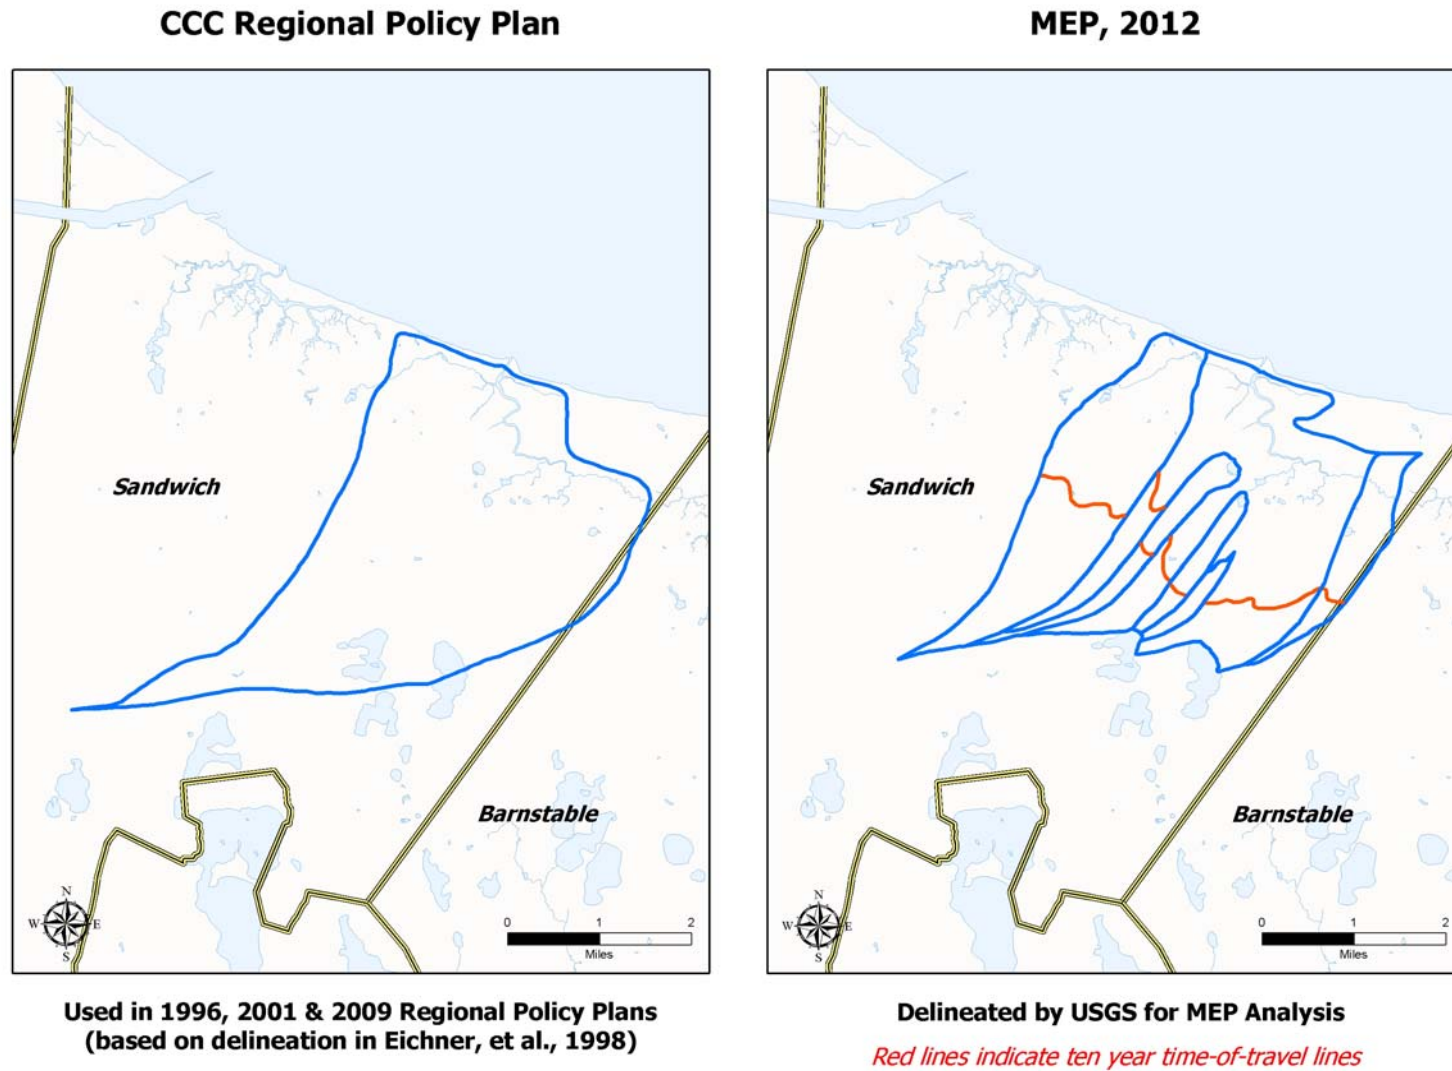 CCC Regional Policy Plan
Sandwich
Barnstable
N
W E
S
0 1 2
Miles
Used in 1996, 2001 & 2009 Regional Policy Plans
(based on delineation in Eichner, et al., 1998)
MEP, 2012
Sandwich
Barnstable
N
W E
S
0 1 2
Miles
Delineated by USGS for MEP Analysis
Red lines indicate ten year time-of-travel lines